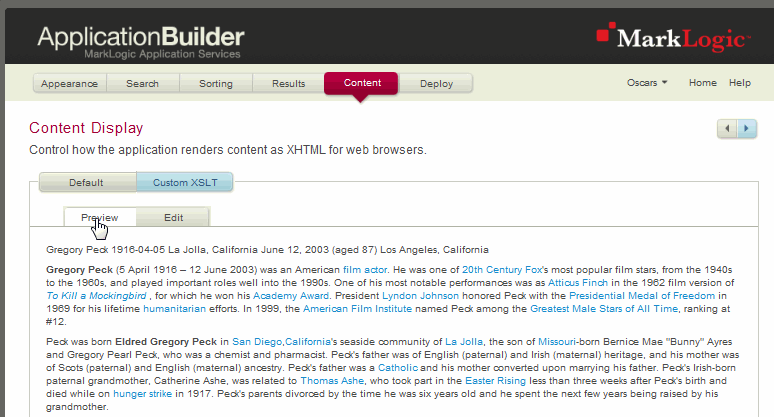 ApplicationBuilder
MarkLogic Application Services
MarkLogic
Appearance Search Sorting Results Content Deploy Oscars Home Help
Content Display
Control how the application renders content as XHTML for web browsers.
Default Custom XSLT
Preview Edit
Gregory Peck 1916-04-05 La Jolla, California June 12, 2003 (aged 87) Los Angeles, California
Gregory Peck (5 April 1916 – 12 June 2003) was an American film actor. He was one of 20th Century Fox's most popular film stars, from the 1940s
to the 1960s, and played important roles well into the 1990s. One of his most notable performances was as Atticus Finch in the 1962 film version of
To Kill a Mockingbird , for which he won his Academy Award. President Lyndon Johnson honored Peck with the Presidential Medal of Freedom in
1969 for his lifetime humanitarian efforts. In 1999, the American Film Institute named Peck among the Greatest Male Stars of All Time, ranking at
#12.
Peck was born Eldred Gregory Peck in San Diego,California's seaside community of La Jolla, the son of Missouri-born Bernice Mae "Bunny" Ayres
and Gregory Pearl Peck, who was a chemist and pharmacist. Peck's father was of English (paternal) and Irish (maternal) heritage, and his mother was
of Scots (paternal) and English (maternal) ancestry. Peck's father was a Catholic and his mother converted upon marrying his father. Peck's Irish-born
paternal grandmother, Catherine Ashe, was related to Thomas Ashe, who took part in the Easter Rising less than three weeks after Peck's birth and
died while on hunger strike in 1917. Peck's parents divorced by the time he was six years old and he spent the next few years being raised by his
grandmother.